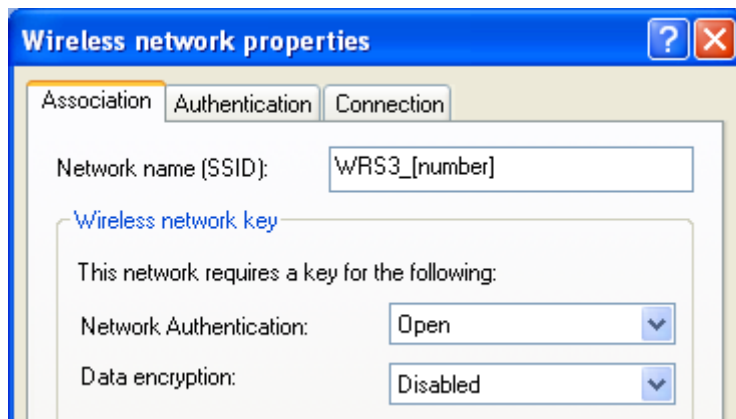 Wireless network properties
Association Authentication Connection
Network name (SSID): WRS3_[number]
Wireless network key
This network requires a key for the following:
Network Authentication: Open
Data encryption: Disabled